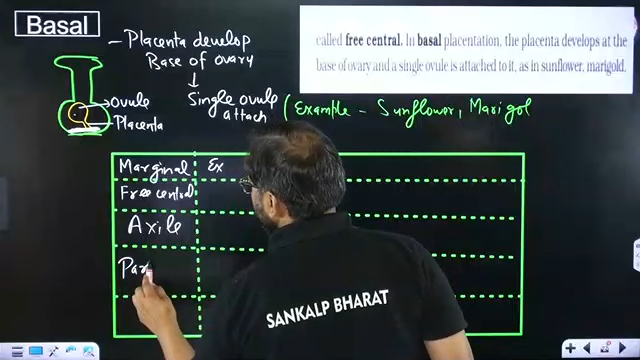 Basal
called free central. In basal placentation, the placenta develops at the
base of ovary and a single ovule is attached to it, as in sunflower, marigold.
- Placenta develop
Base of ovary
↓
Single ovule
attach
(Example - Sunflower, Marigol
Ovule
Placenta
Marginal
Ex
Free central
Axile
Par
SANKALP BHARAT